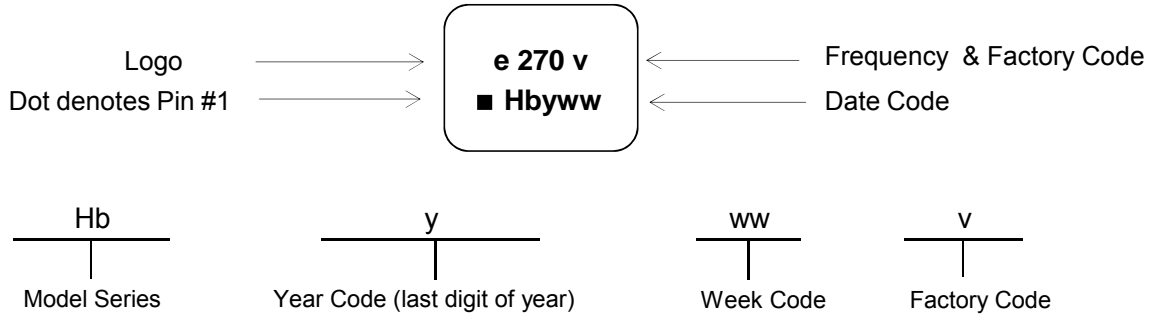 Logo e 270 v Frequency & Factory Code
Dot denotes Pin #1 ■ Hbyww Date Code
Hb y ww v
Model Series Year Code (last digit of year) Week Code Factory Code